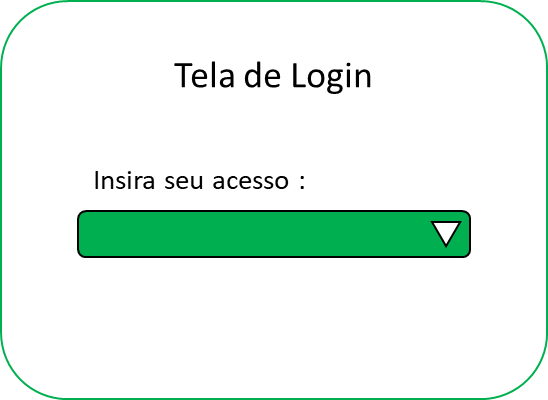 Tela de Login
Insira seu acesso :